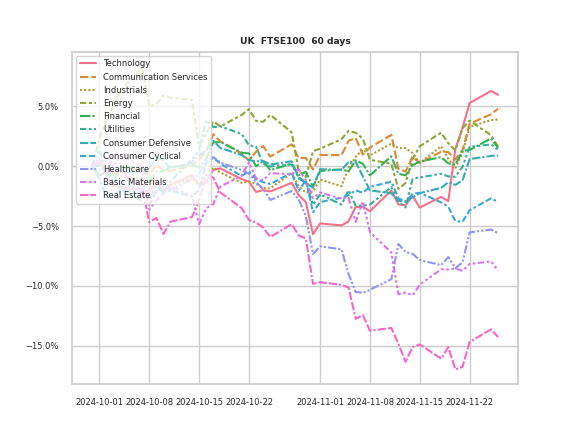 UK  FTSE100  60 days
Technology
Communication Services
Industrials
Energy
Financial
Utilities
Consumer Defensive
Consumer Cyclical
Healthcare
Basic Materials
Real Estate
5.0%
0.0%
−5.0%
−10.0%
−15.0%
2024-10-01 2024-10-08 2024-10-15 2024-10-22 2024-11-01 2024-11-08 2024-11-15 2024-11-22